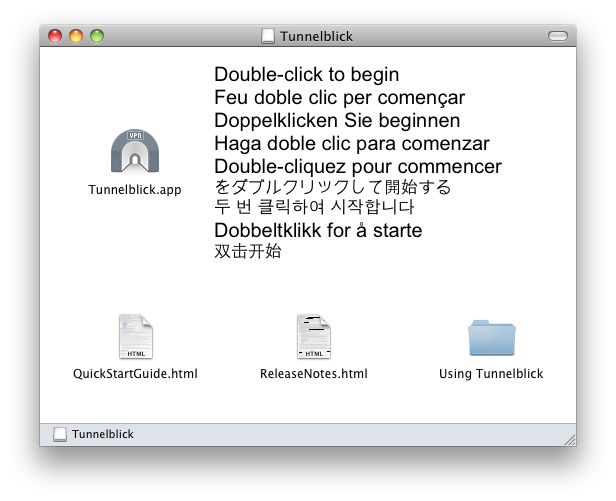 Tunnelblick
Double-click to begin
Feu doble clic per començar
Doppelklicken Sie beginnen
Haga doble clic para comenzar
Double-cliquez pour commencer
をダブルクリックして開始する
두 번 클릭하여 시작합니다
Dobbeltklikk for å starte
双击开始
VPN
Tunnelblick.app
HTML
QuickStartGuide.html
HTML
ReleaseNotes.html
Using Tunnelblick
Tunnelblick